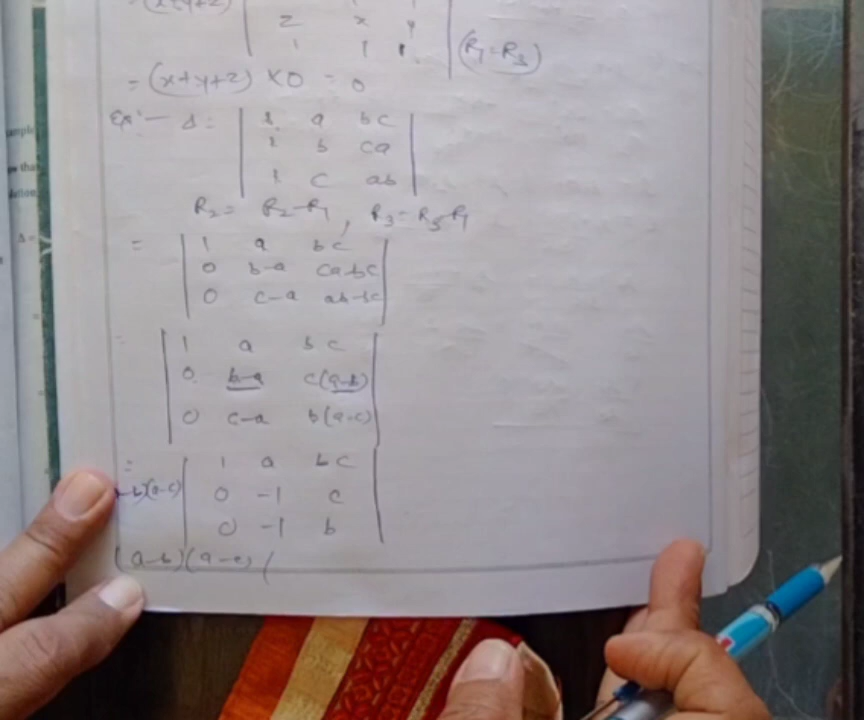 =(x+y+z)
z x y
1 1 1 (R1=R3)
= (x+y+z) ×0 = 0
Ex:- Δ= 1 a bc
1 b ca
1 c ab
R2= R2-R1, R3=R3-R1
= 1 a bc
0 b-a ca-bc
0 c-a ab-bc
= 1 a bc
0 b-a c(a-b)
0 c-a b(a-c)
= 1 a bc
-b)(a-c) 0 -1 c
0 -1 b
(a-b)(a-c) (